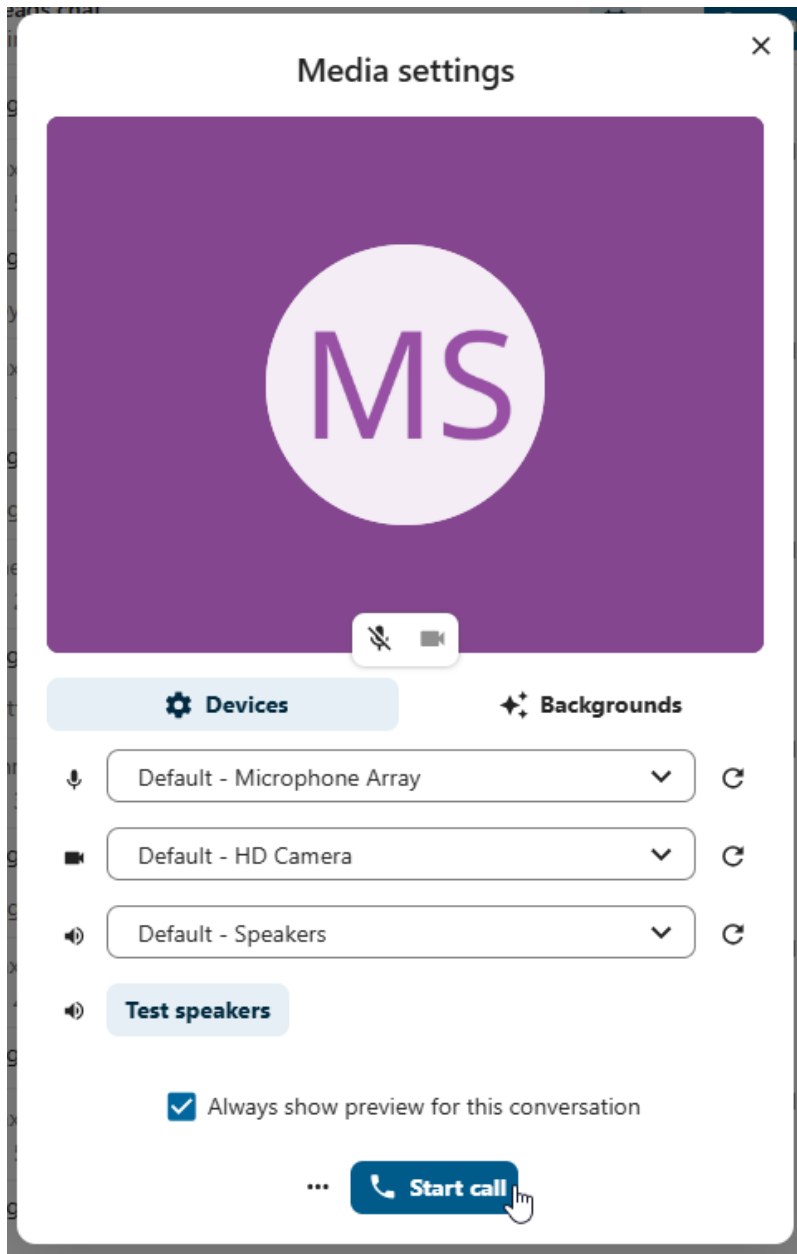 Media settings
MS
Devices
Backgrounds
Default - Microphone Array
Default - HD Camera
Default - Speakers
Test speakers
Always show preview for this conversation
Start call